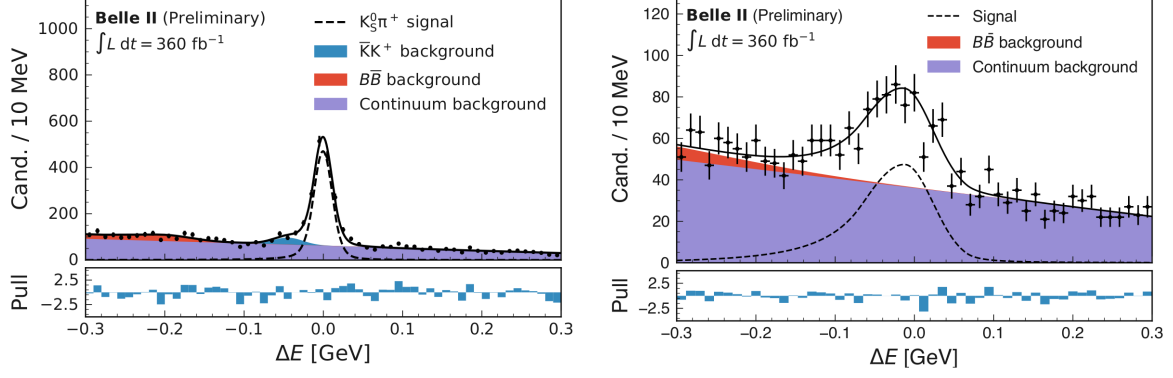 Belle II (Preliminary)
∫L dt = 360 fb⁻¹
K⁰_Sπ⁺ signal
K̅K⁺ background
BB̅ background
Continuum background
Cand. / 10 MeV
1000
800
600
400
200
0
Pull
2.5
−2.5
−0.3 −0.2 −0.1 0.0 0.1 0.2 0.3
ΔE [GeV]
Belle II (Preliminary)
∫L dt = 360 fb⁻¹
Signal
BB̄ background
Continuum background
Cand. / 10 MeV
120
100
80
60
40
20
0
Pull
2.5
−2.5
−0.3 −0.2 −0.1 0.0 0.1 0.2 0.3
ΔE [GeV]